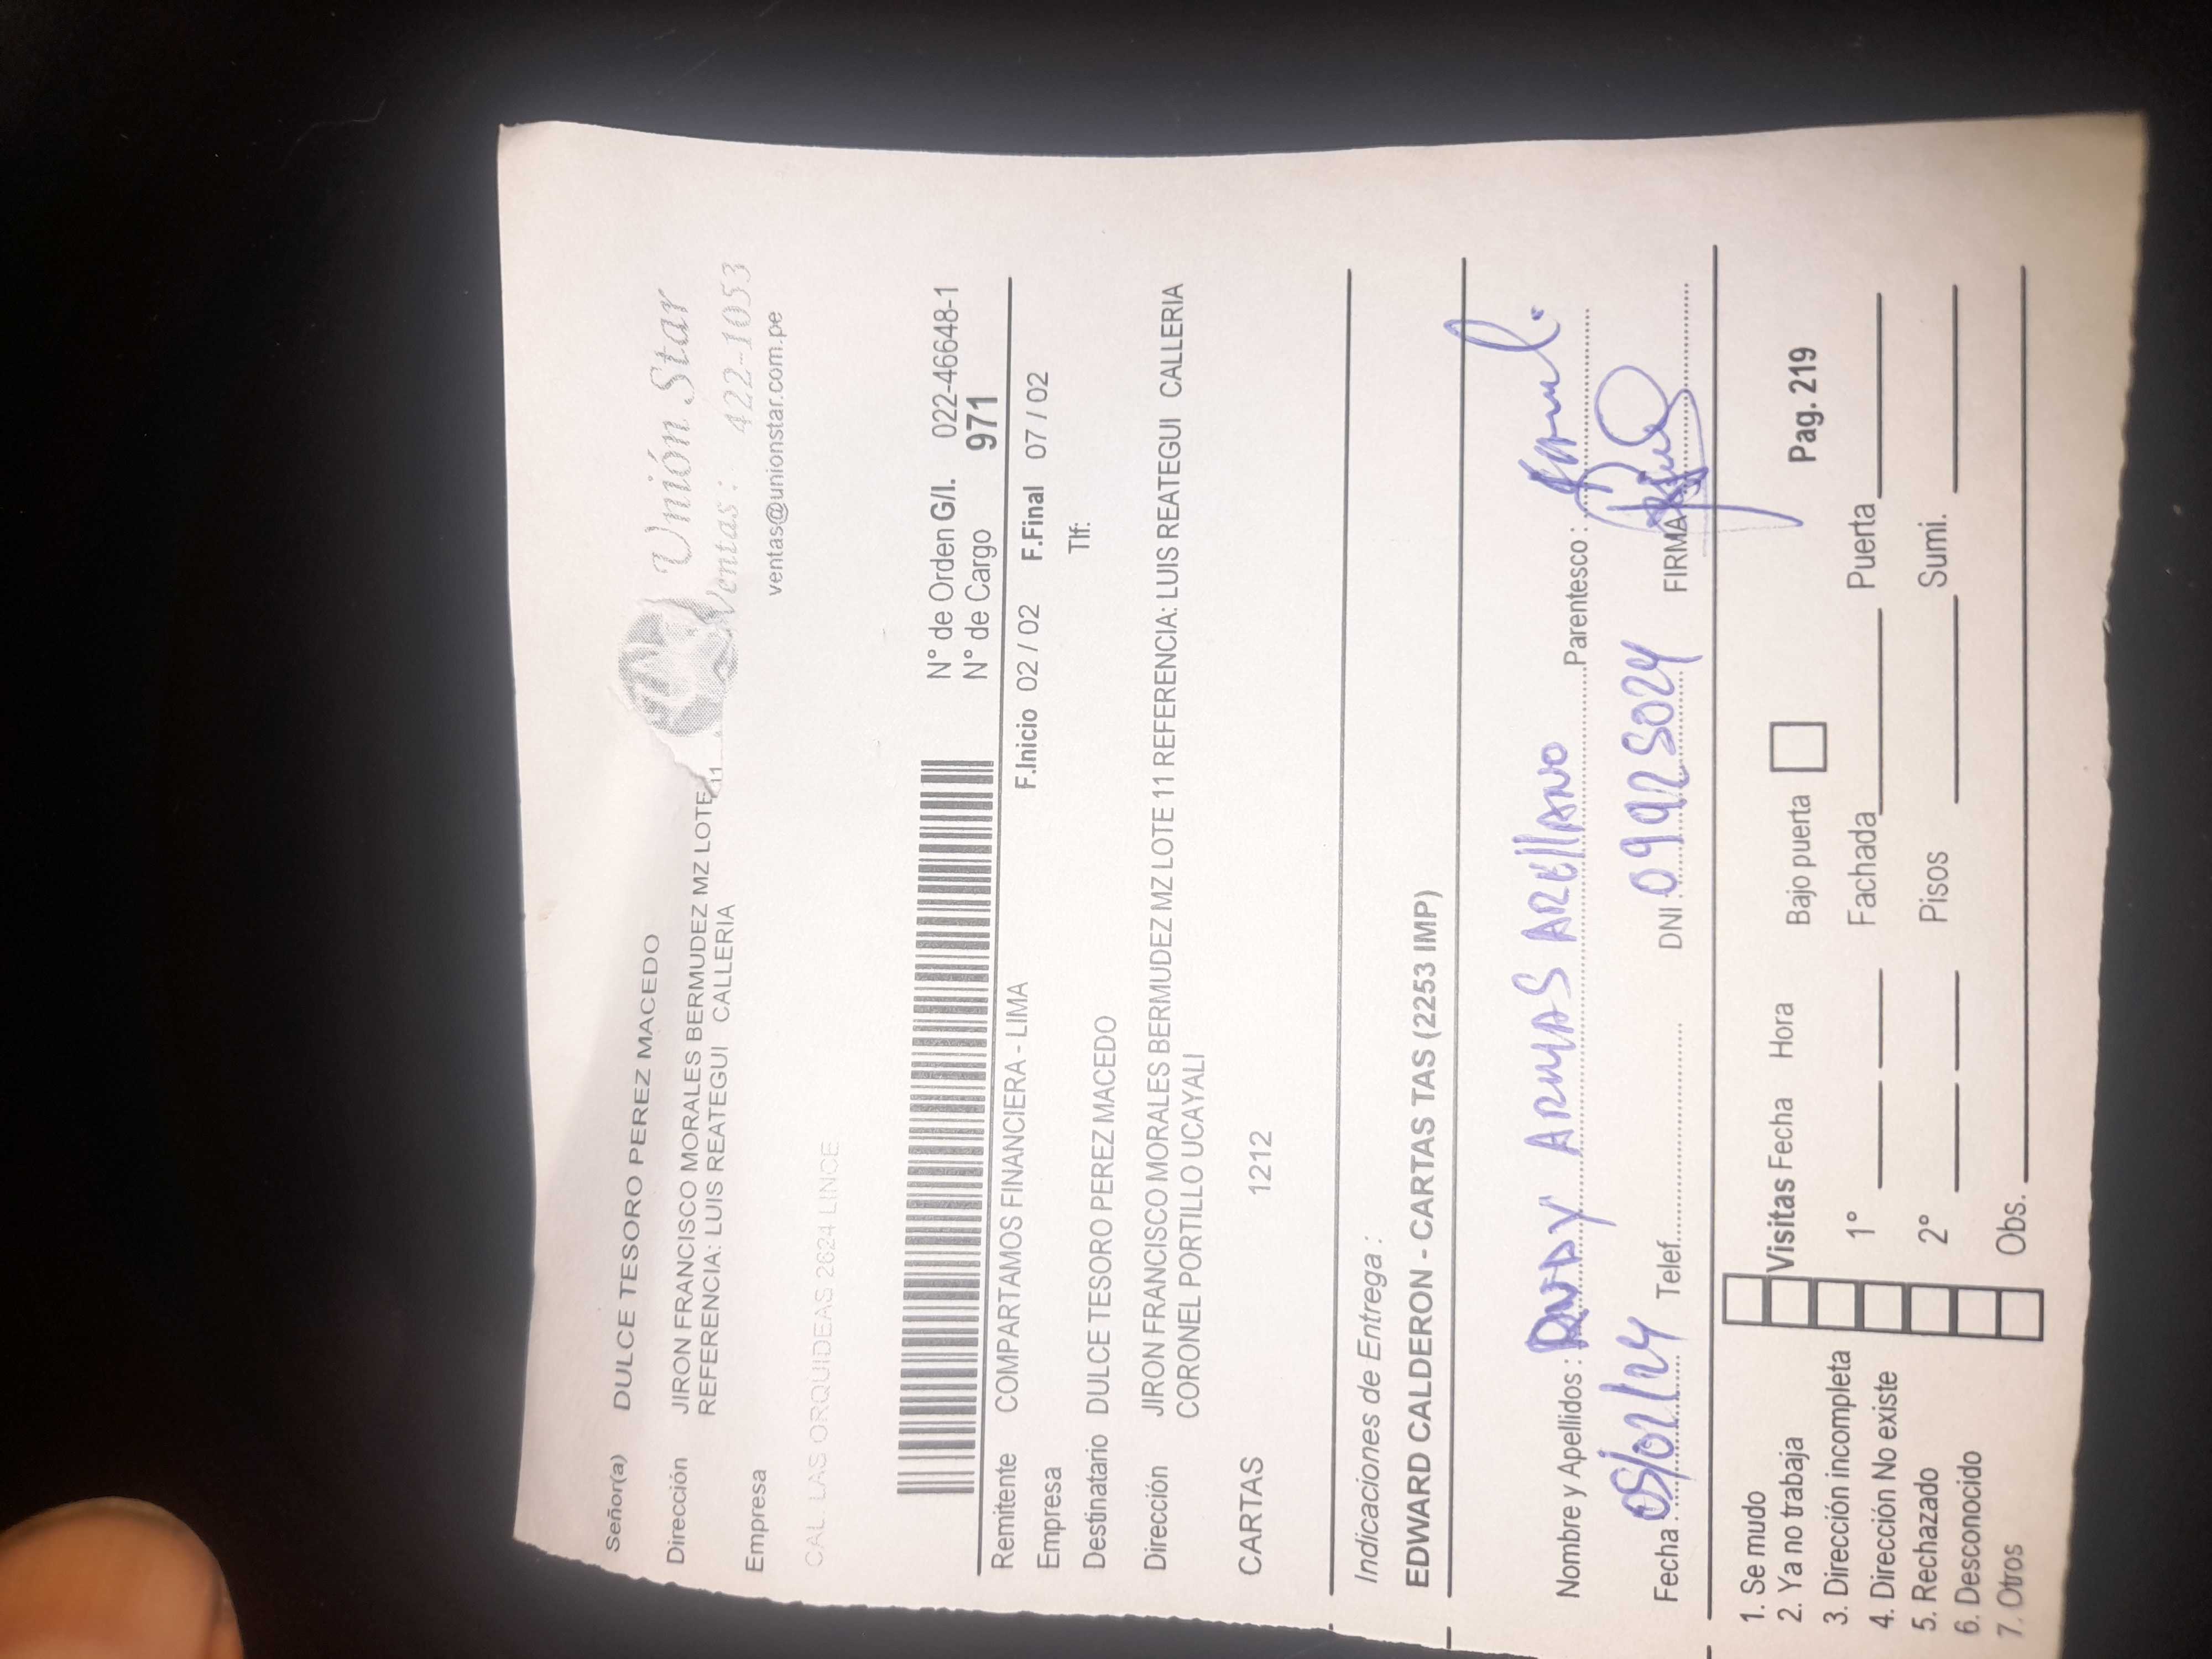 Señor(a) DULCE TESORO PEREZ MACEDO
Dirección JIRON FRANCISCO MORALES BERMUDEZ MZ LOTE 11
REFERENCIA: LUIS REATEGUI CALLERIA
Empresa
CAL LAS ORQUIDEAS 2624 LINCE
Unión Star
Ventas: 422-1053
ventas@unionstar.com.pe
N° de Orden G/I. 022-46648-1
N° de Cargo 971
Remitente COMPARTAMOS FINANCIERA - LIMA
F.Inicio 02 / 02 F.Final 07 / 02
Empresa Tlf:
Destinatario DULCE TESORO PEREZ MACEDO
Dirección JIRON FRANCISCO MORALES BERMUDEZ MZ LOTE 11 REFERENCIA: LUIS REATEGUI CALLERIA
CORONEL PORTILLO UCAYALI
CARTAS 1212
Indicaciones de Entrega :
EDWARD CALDERON - CARTAS TAS (2253 IMP)
Nombre y Apellidos : ARMAS ARELLANO Parentesco :
Fecha : 05/02/24 Telef. DNI : 09925024 FIRMA
1. Se mudo
2. Ya no trabaja Visitas Fecha Hora Bajo puerta Pag. 219
3. Dirección incompleta 1° Fachada Puerta
4. Dirección No existe
5. Rechazado 2° Pisos Sumi.
6. Desconocido
7. Otros Obs.